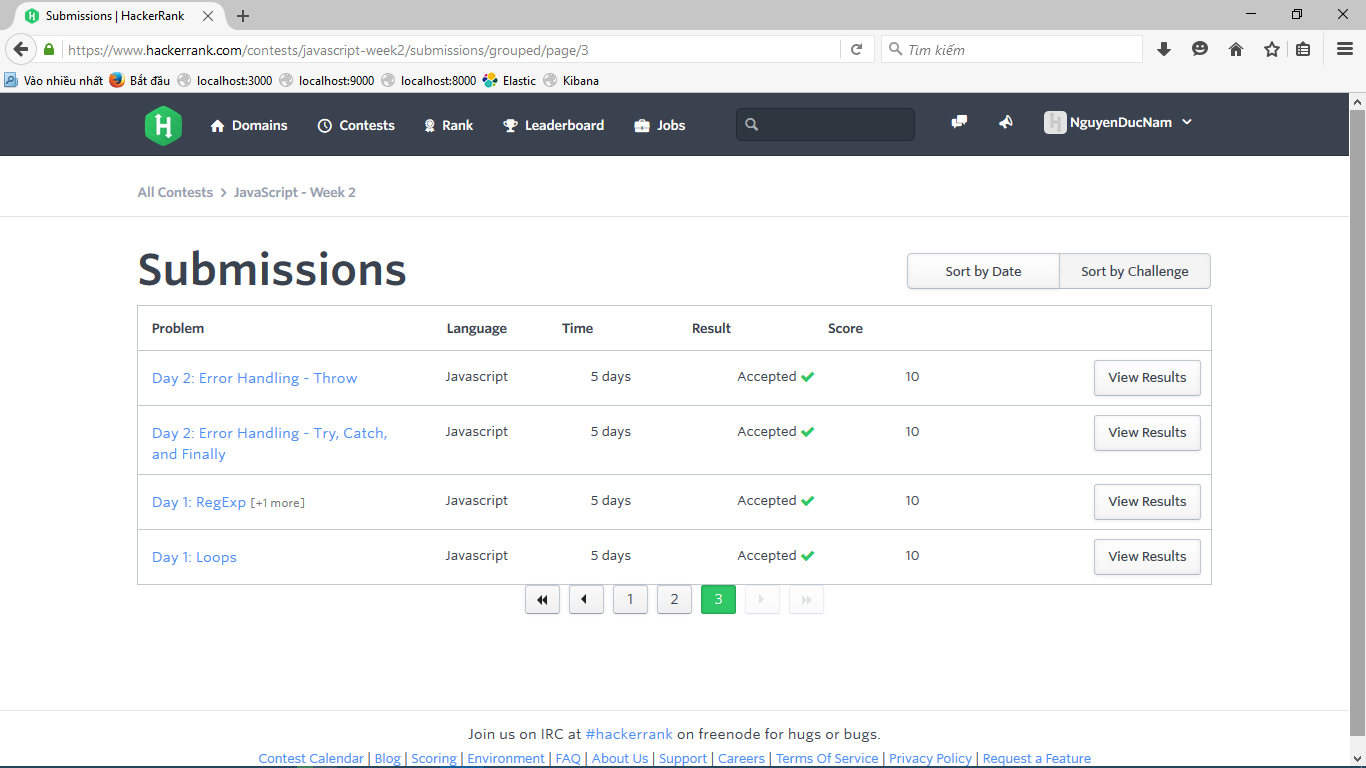 Submissions | HackerRank
https://www.hackerrank.com/contests/javascript-week2/submissions/grouped/page/3
Tìm kiếm
Vào nhiều nhất Bắt đầu localhost:3000 localhost:9000 localhost:8000 Elastic Kibana
Domains Contests Rank Leaderboard Jobs NguyenDucNam
All Contests JavaScript - Week 2
Submissions
Sort by Date Sort by Challenge
Problem Language Time Result Score
Day 2: Error Handling - Throw Javascript 5 days Accepted 10 View Results
Day 2: Error Handling - Try, Catch, Javascript 5 days Accepted 10 View Results
and Finally
Day 1: RegExp [+1 more] Javascript 5 days Accepted 10 View Results
Day 1: Loops Javascript 5 days Accepted 10 View Results
1 2 3
Join us on IRC at #hackerrank on freenode for hugs or bugs.
Contest Calendar | Blog | Scoring | Environment | FAQ | About Us | Support | Careers | Terms Of Service | Privacy Policy | Request a Feature